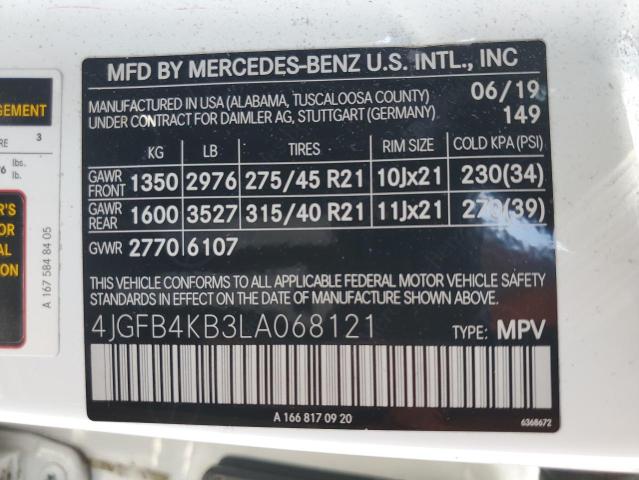 MFD BY MERCEDES-BENZ U.S. INTL., INC
MANUFACTURED IN USA (ALABAMA, TUSCALOOSA COUNTY) 06/19
UNDER CONTRACT FOR DAIMLER AG, STUTTGART (GERMANY) 149
KG LB TIRES RIM SIZE COLD KPA (PSI)
GAWR FRONT 1350 2976 275/45 R21 10Jx21 230(34)
GAWR REAR 1600 3527 315/40 R21 11Jx21 270(39)
GVWR 2770 6107
THIS VEHICLE CONFORMS TO ALL APPLICABLE FEDERAL MOTOR VEHICLE SAFETY
STANDARDS IN EFFECT ON THE DATE OF MANUFACTURE SHOWN ABOVE.
4JGFB4KB3LA068121 TYPE: MPV
A 166 817 09 20
6368672
3
lbs.
A 167 584 84 05